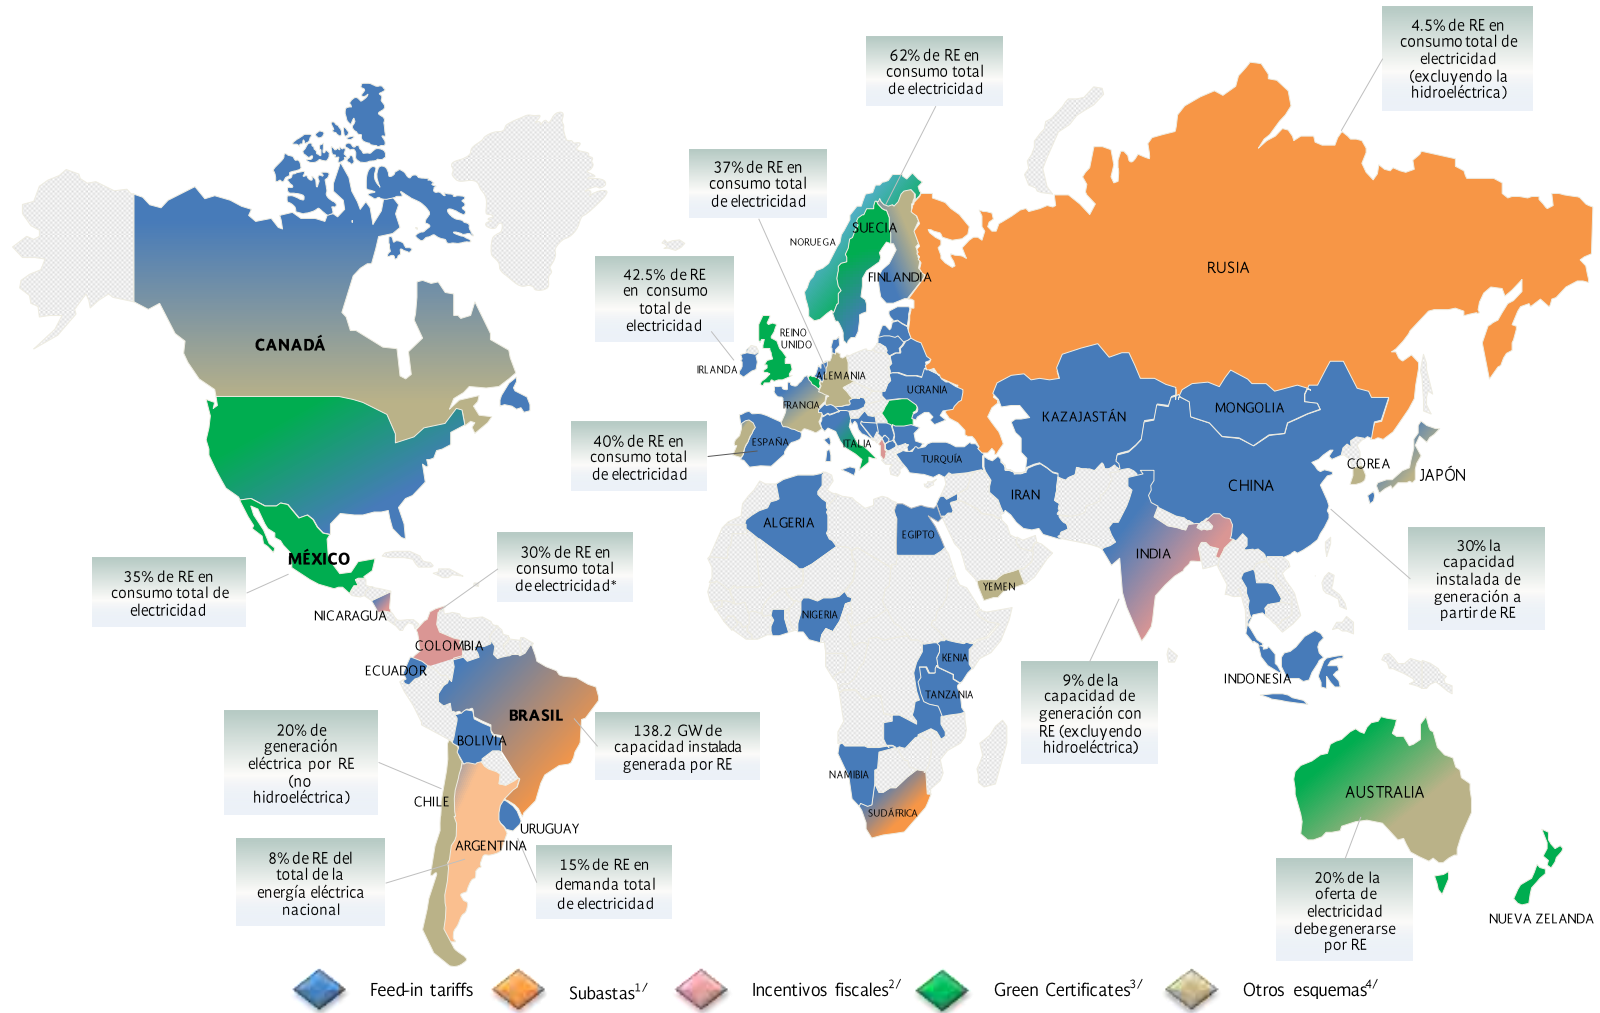 4.5% de RE en
consumo total de
electricidad
(excluyendo la
hidroeléctrica)
62% de RE en
consumo total
de electricidad
37% de RE en
consumo total
de electricidad
SUECIA
NORUEGA
FINLANDIA
RUSIA
42.5% de RE
en consumo
total de
electricidad
CANADÁ
REINO
UNIDO
IRLANDA
ALEMANIA
UCRANIA
FRANCIA
KAZAJASTÁN
MONGOLIA
40% de RE en
consumo total
de electricidad
ESPAÑA
ITALIA
TURQUÍA
COREA
JAPÓN
IRAN
CHINA
ALGERIA
EGIPTO
INDIA
30% la
capacidad
instalada de
generación a
partir de RE
MÉXICO
35% de RE en
consumo total de
electricidad
30% de RE en
consumo total
de electricidad*
YEMEN
NICARAGUA
NIGERIA
COLOMBIA
ECUADOR
KENIA
TANZANIA
INDONESIA
9% de la
capacidad de
generación con
RE (excluyendo
hidroeléctrica)
BRASIL
BOLIVIA
138.2 GW de
capacidad instalada
generada por RE
20% de
generación
eléctrica por RE
(no
hidroeléctrica)
NAMIBIA
CHILE
SUDÁFRICA
AUSTRALIA
URUGUAY
ARGENTINA
8% de RE del
total de la
energía eléctrica
nacional
15% de RE en
demanda total
de electricidad
20% de la
oferta de
electricidad
debe generarse
por RE
NUEVA ZELANDA
Feed-in tariffs
Subastas1/
Incentivos fiscales2/
Green Certificates3/
Otros esquemas4/